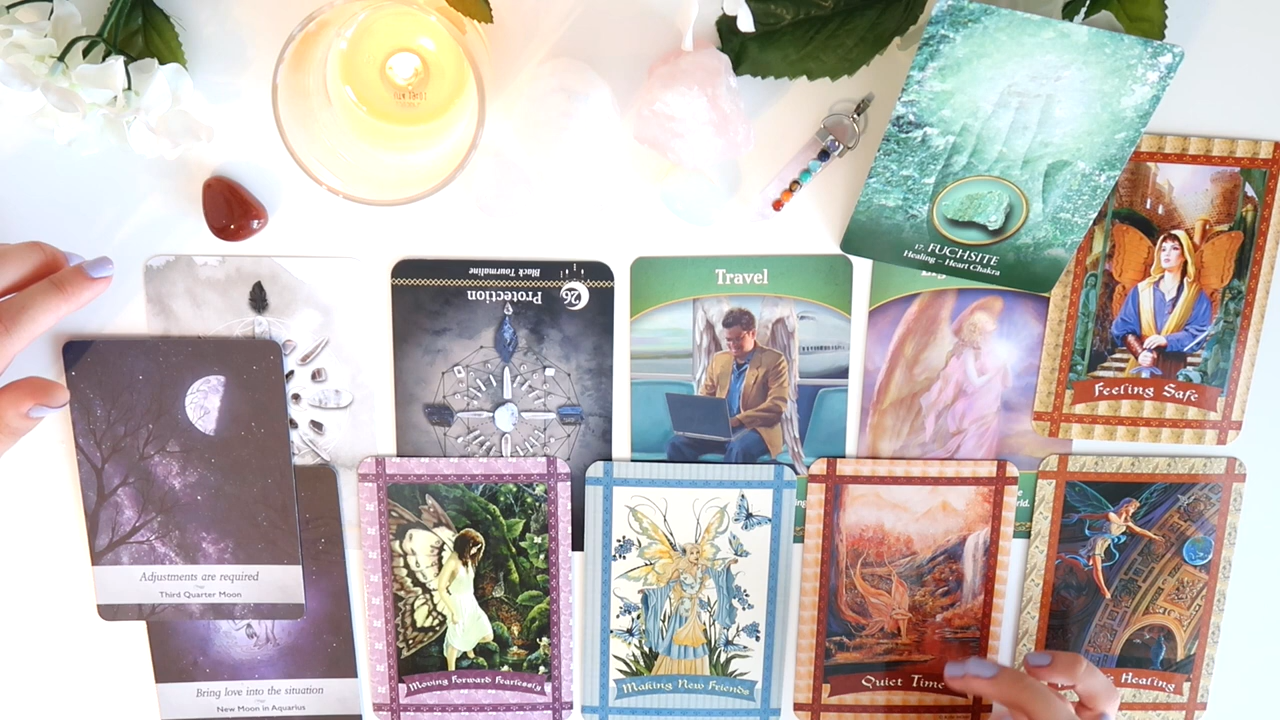 17. FUCHSITE
Healing – Heart Chakra
26
Black Tourmaline
Protection
Travel
Feeling Safe
Adjustments are required
Third Quarter Moon
Bring love into the situation
New Moon in Aquarius
Moving Forward Fearlessly
Making New Friends
Quiet Time
Healing